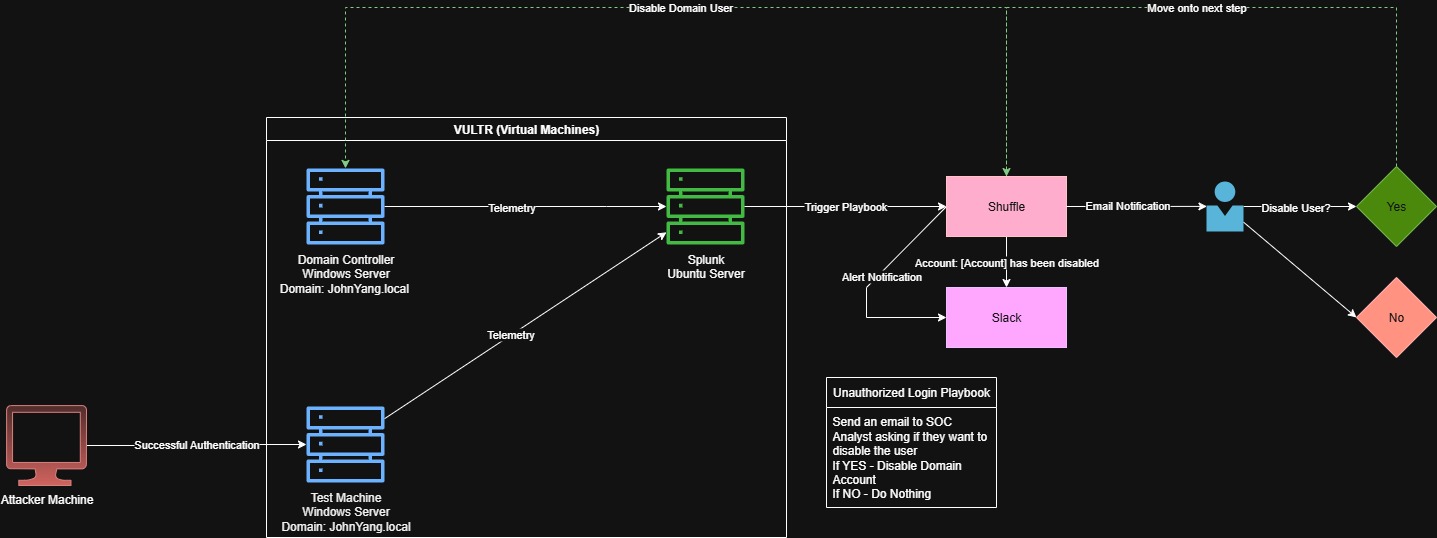 Disable Domain User
Move onto next step
VULTR (Virtual Machines)
Telemetry
Trigger Playbook
Shuffle
Email Notification
Disable User?
Yes
Domain Controller
Windows Server
Domain: JohnYang.local
Splunk
Ubuntu Server
Account: [Account] has been disabled
Alert Notification
Slack
No
Telemetry
Unauthorized Login Playbook
Send an email to SOC
Analyst asking if they want to
disable the user
If YES - Disable Domain
Account
If NO - Do Nothing
Successful Authentication
Attacker Machine
Test Machine
Windows Server
Domain: JohnYang.local